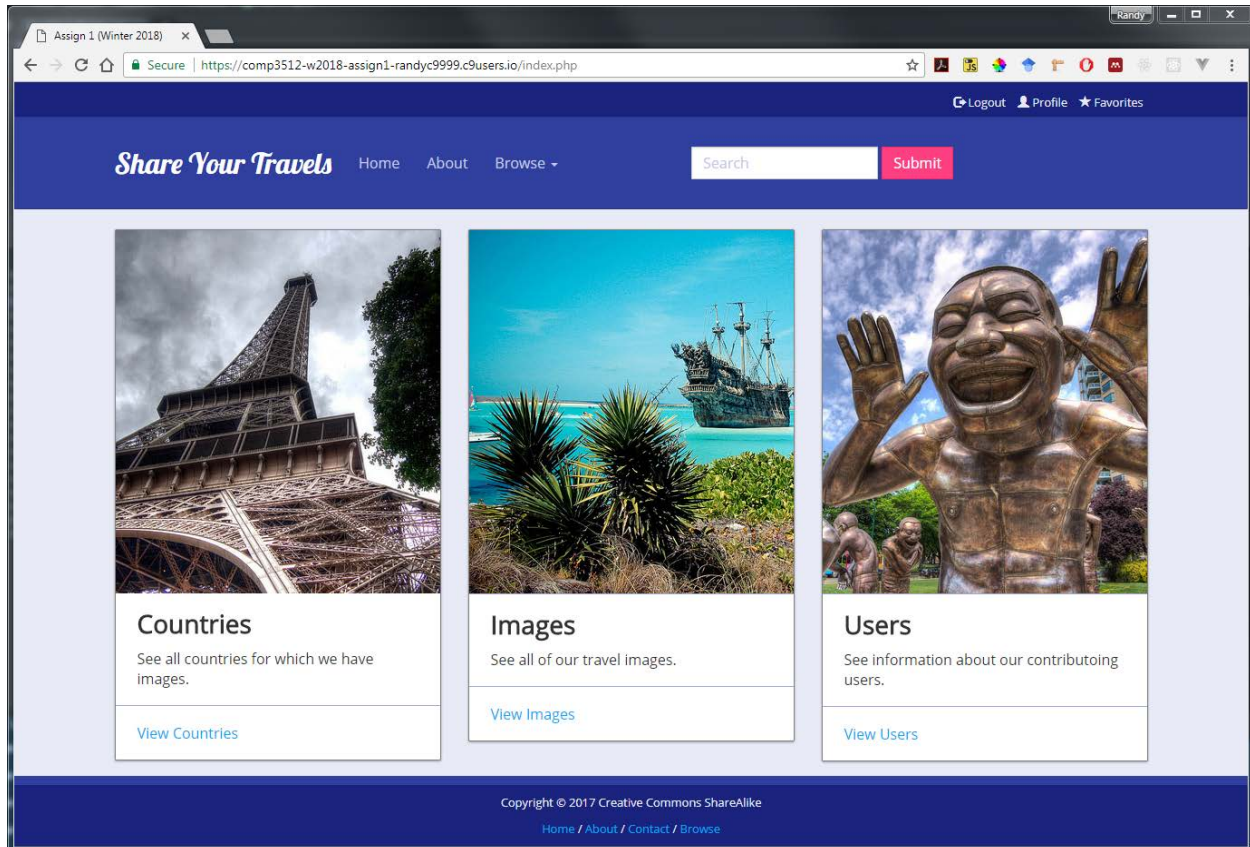 Randy
Assign 1 (Winter 2018)
Secure https://comp3512-w2018-assign1-randyc9999.c9users.io/index.php
JS
Logout Profile Favorites
Share Your Travels Home About Browse Search Submit
Countries
See all countries for which we have
images.
View Countries
Images
See all of our travel images.
View Images
Users
See information about our contributoing
users.
View Users
Copyright © 2017 Creative Commons ShareAlike
Home / About / Contact / Browse